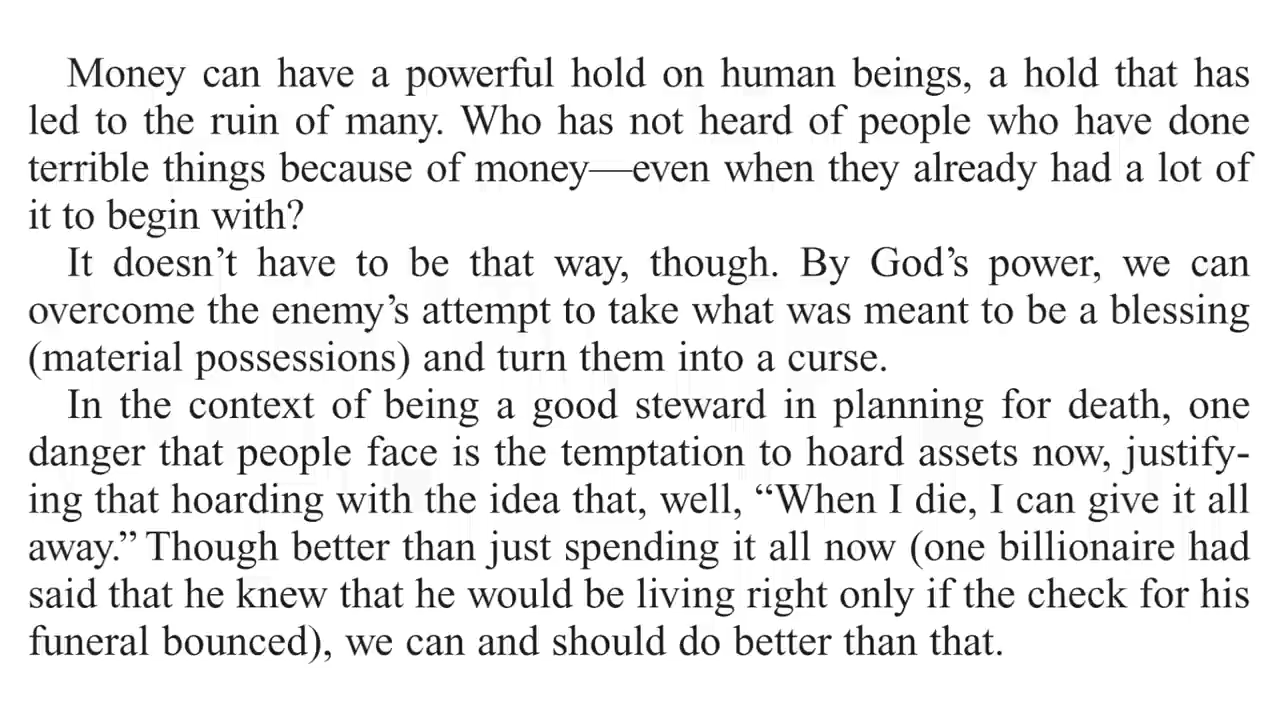 Money can have a powerful hold on human beings, a hold that has
led to the ruin of many. Who has not heard of people who have done
terrible things because of money—even when they already had a lot of
it to begin with?
It doesn’t have to be that way, though. By God’s power, we can
overcome the enemy’s attempt to take what was meant to be a blessing
(material possessions) and turn them into a curse.
In the context of being a good steward in planning for death, one
danger that people face is the temptation to hoard assets now, justify-
ing that hoarding with the idea that, well, “When I die, I can give it all
away.” Though better than just spending it all now (one billionaire had
said that he knew that he would be living right only if the check for his
funeral bounced), we can and should do better than that.